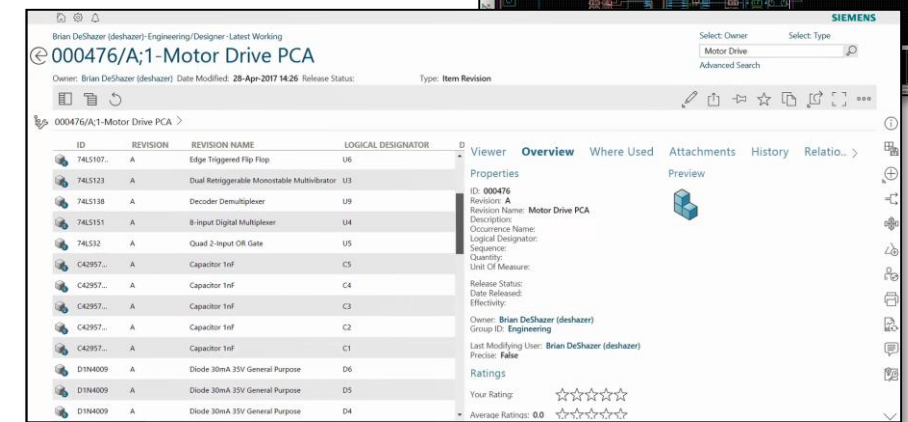 SIEMENS
Brian DeShazer (deshazer)-Engineering/Designer-Latest Working
Select: Owner Select: Type
000476/A;1-Motor Drive PCA
Motor Drive
Advanced Search
Owner: Brian DeShazer (deshazer) Date Modified: 28-Apr-2017 14:26 Release Status: Type: Item Revision
000476/A;1-Motor Drive PCA >
ID REVISION REVISION NAME LOGICAL DESIGNATOR D
74LS107.. A Edge Triggered Flip Flop U6
74LS123 A Dual Retriggerable Monostable Multivibrator U3
74LS138 A Decoder Demultiplexer U9
74LS151 A 8-input Digital Multiplexer U4
74LS32 A Quad 2-Input OR Gate U5
C42957... A Capacitor 1nF C5
C42957... A Capacitor 1nF C4
C42957... A Capacitor 1nF C3
C42957... A Capacitor 1nF C2
C42957... A Capacitor 1nF C1
D1N4009 A Diode 30mA 35V General Purpose D6
D1N4009 A Diode 30mA 35V General Purpose D5
D1N4009 A Diode 30mA 35V General Purpose D4
Viewer Overview Where Used Attachments History Relatio.. >
Properties Preview
ID: 000476
Revision: A
Revision Name: Motor Drive PCA
Description:
Occurrence Name:
Logical Designator:
Sequence:
Quantity:
Unit Of Measure:
Release Status:
Date Released:
Effectivity:
Owner: Brian DeShazer (deshazer)
Group ID: Engineering
Last Modifying User: Brian DeShazer (deshazer)
Precise: False
Ratings
Your Rating:
Average Ratings: 0.0